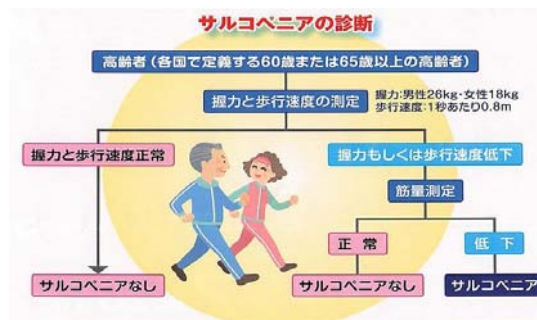 サルコペニアの診断
高齢者(各国で定義する60歳または65歳以上の高齢者)
握力と歩行速度の測定
握力:男性26kg・女性18kg
歩行速度:1秒あたり0.8m
握力と歩行速度正常
握力もしくは歩行速度低下
筋量測定
正常
低下
サルコペニアなし
サルコペニアなし
サルコペニア